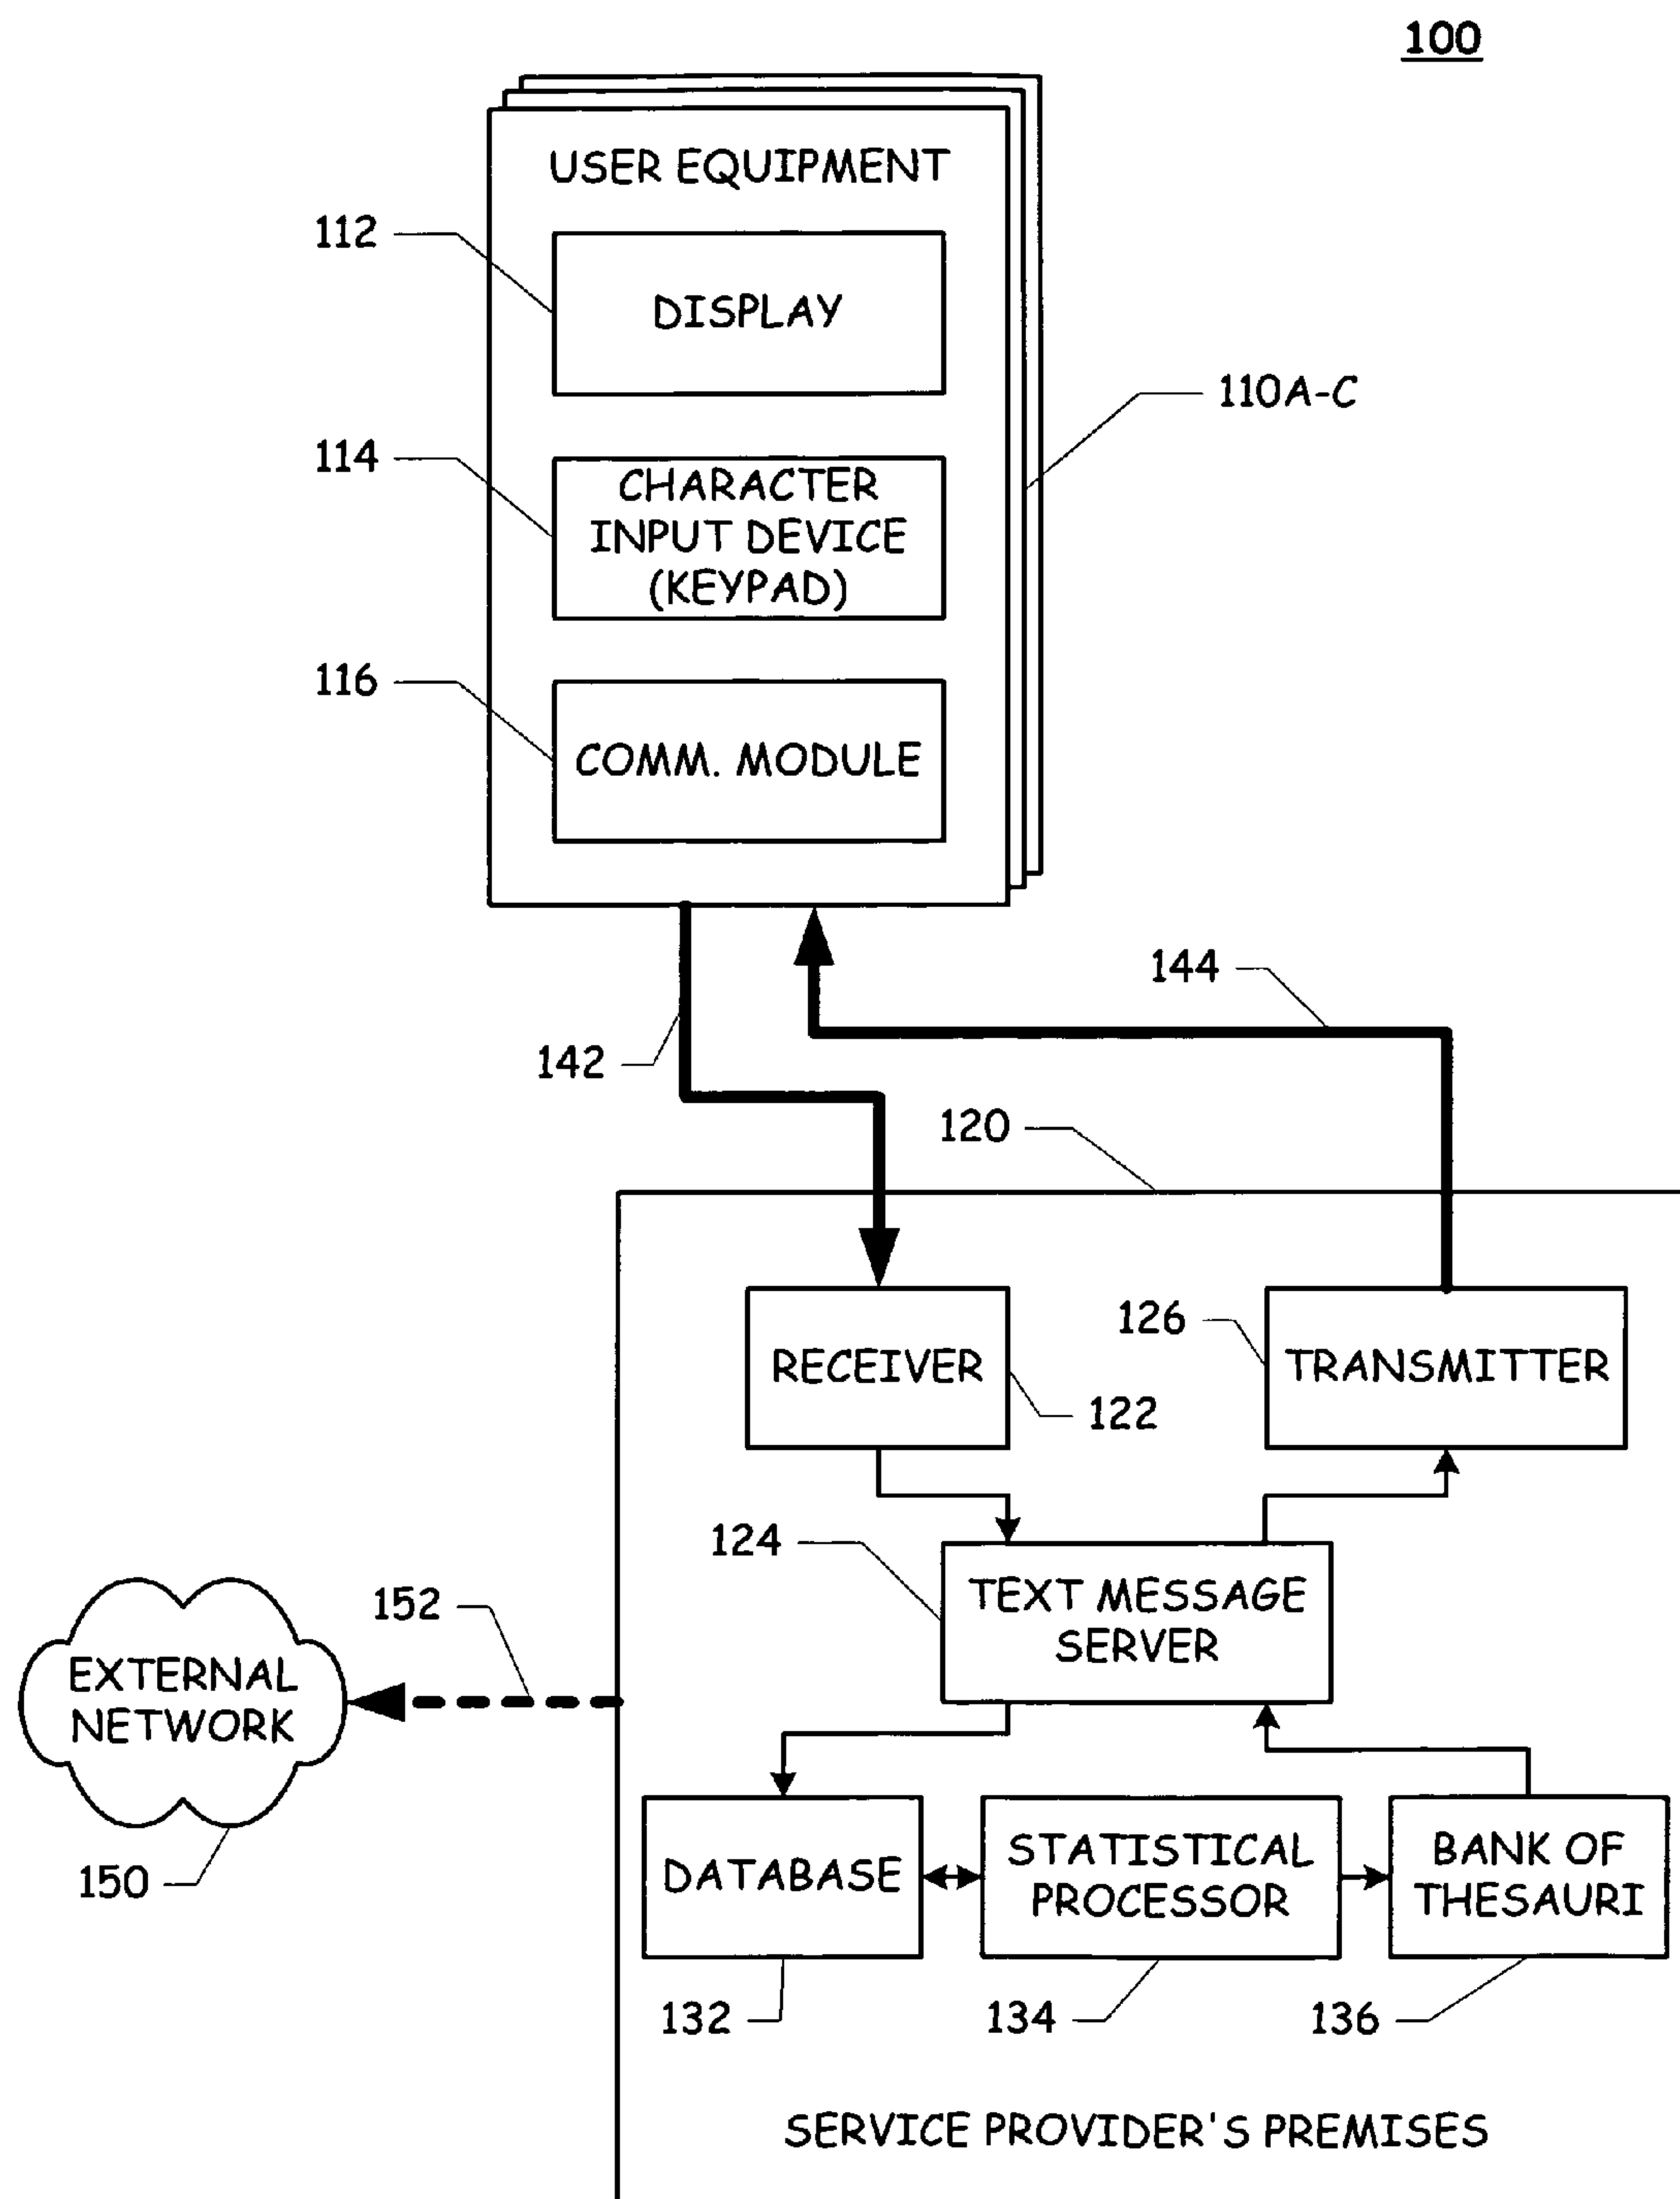 100
USER EQUIPMENT
112
DISPLAY
110A-C
114
CHARACTER
INPUT DEVICE
(KEYPAD)
116
COMM. MODULE
144
142
120
126
RECEIVER
TRANSMITTER
122
124
TEXT MESSAGE
SERVER
152
EXTERNAL
NETWORK
150
DATABASE
STATISTICAL
PROCESSOR
BANK OF
THESAURI
132
134
136
SERVICE PROVIDER'S PREMISES